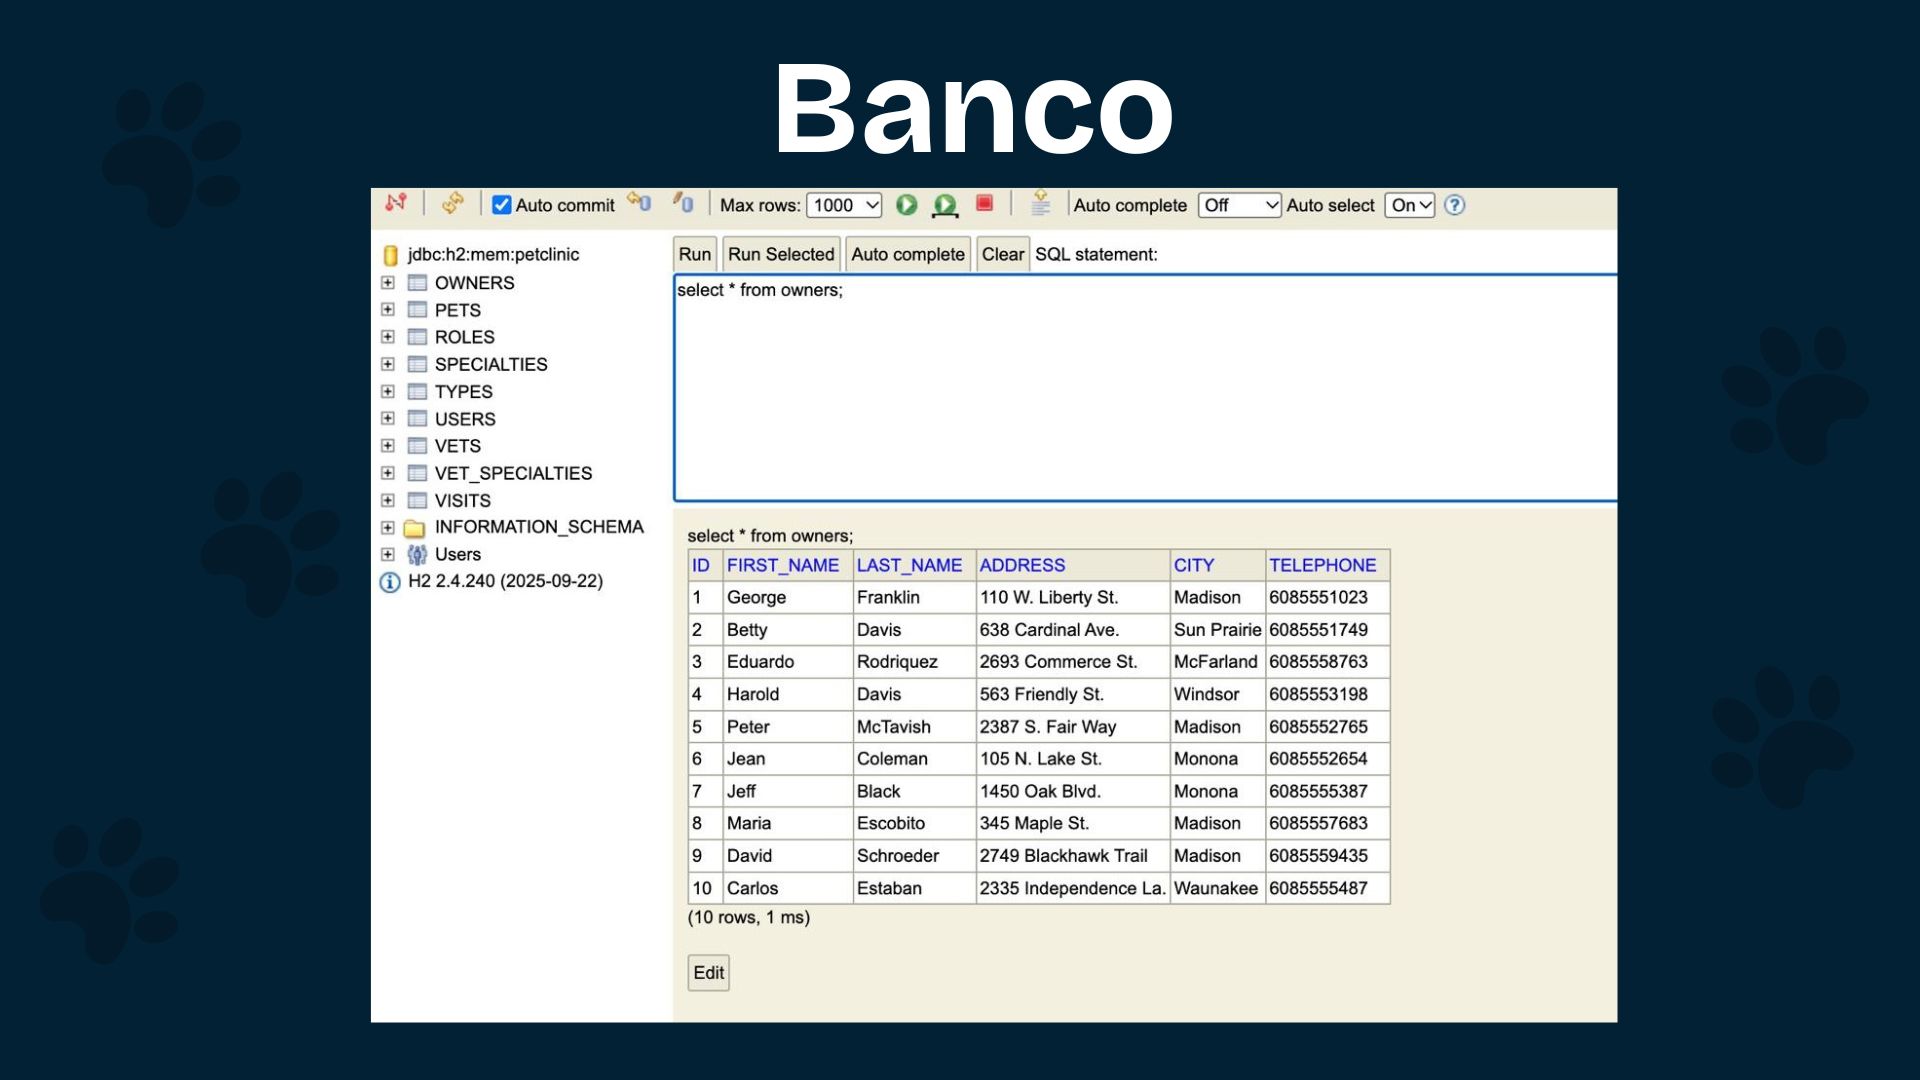 Banco
Auto commit Max rows: 1000 Auto complete Off Auto select On ?
jdbc:h2:mem:petclinic
OWNERS
PETS
ROLES
SPECIALTIES
TYPES
USERS
VETS
VET_SPECIALTIES
VISITS
INFORMATION_SCHEMA
Users
H2 2.4.240 (2025-09-22)
Run Run Selected Auto complete Clear SQL statement:
select * from owners;
select * from owners;
ID FIRST_NAME LAST_NAME ADDRESS CITY TELEPHONE
1 George Franklin 110 W. Liberty St. Madison 6085551023
2 Betty Davis 638 Cardinal Ave. Sun Prairie 6085551749
3 Eduardo Rodriquez 2693 Commerce St. McFarland 6085558763
4 Harold Davis 563 Friendly St. Windsor 6085553198
5 Peter McTavish 2387 S. Fair Way Madison 6085552765
6 Jean Coleman 105 N. Lake St. Monona 6085552654
7 Jeff Black 1450 Oak Blvd. Monona 6085555387
8 Maria Escobito 345 Maple St. Madison 6085557683
9 David Schroeder 2749 Blackhawk Trail Madison 6085559435
10 Carlos Estaban 2335 Independence La. Waunakee 6085555487
(10 rows, 1 ms)
Edit